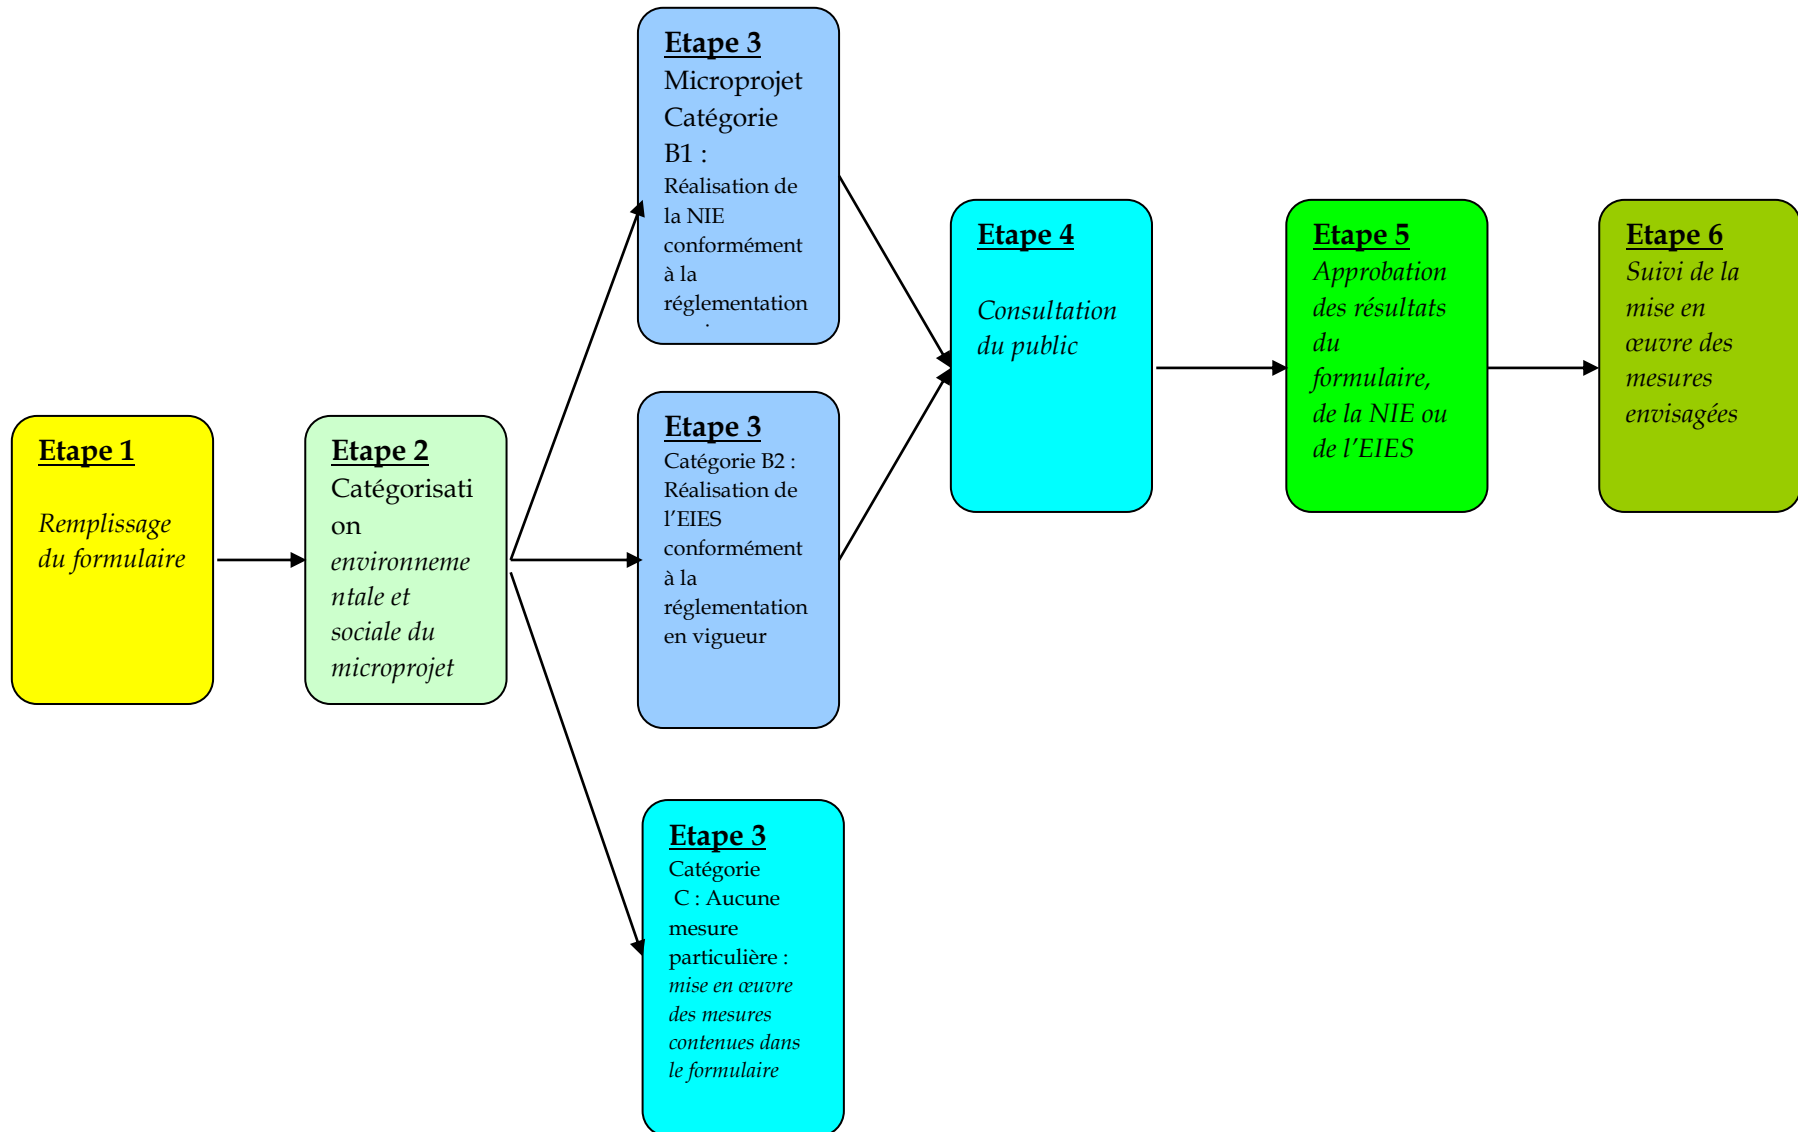 Etape 1
Remplissage
du formulaire
Etape 2
Catégorisati
on
environneme
ntale et
sociale du
microprojet
Etape 3
Microprojet
Catégorie
B1 :
Réalisation de
la NIE
conformément
à la
réglementation
Etape 3
Catégorie B2 :
Réalisation de
l’EIES
conformément
à la
réglementation
en vigueur
Etape 3
Catégorie
C : Aucune
mesure
particulière :
mise en œuvre
des mesures
contenues dans
le formulaire
Etape 4
Consultation
du public
Etape 5
Approbation
des résultats
du
formulaire,
de la NIE ou
de l’EIES
Etape 6
Suivi de la
mise en
œuvre des
mesures
envisagées